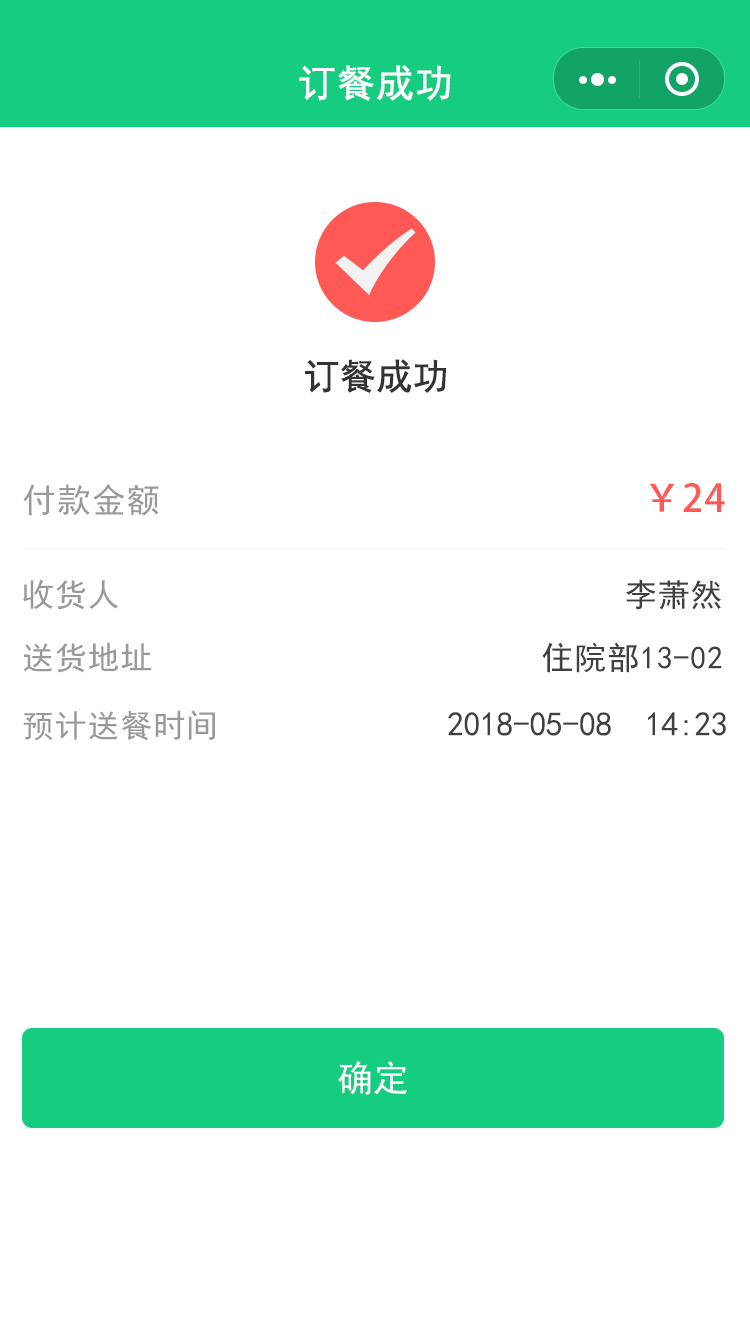 订餐成功
订餐成功
付款金额 ￥24
收货人 李萧然
送货地址 住院部13-02
预计送餐时间 2018-05-08 14:23
确定